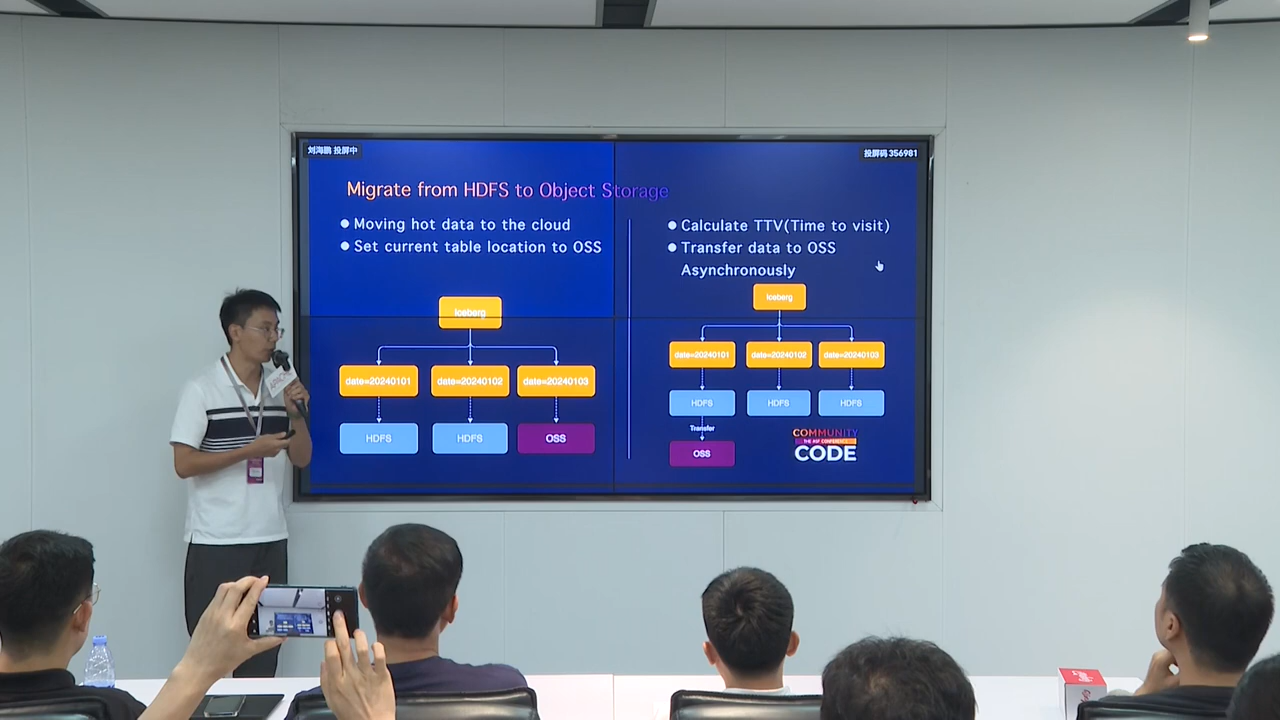 刘海鹏 投屏中
投屏码 356981
Migrate from HDFS to Object Storage
● Moving hot data to the cloud
● Set current table location to OSS
Iceberg
date=20240101
date=20240102
date=20240103
HDFS
HDFS
OSS
● Calculate TTV(Time to visit)
● Transfer data to OSS
Asynchronously
Iceberg
date=20240101
date=20240102
date=20240103
HDFS
HDFS
HDFS
Transfer
OSS
COMMUNITY
THE ASF CONFERENCE
CODE